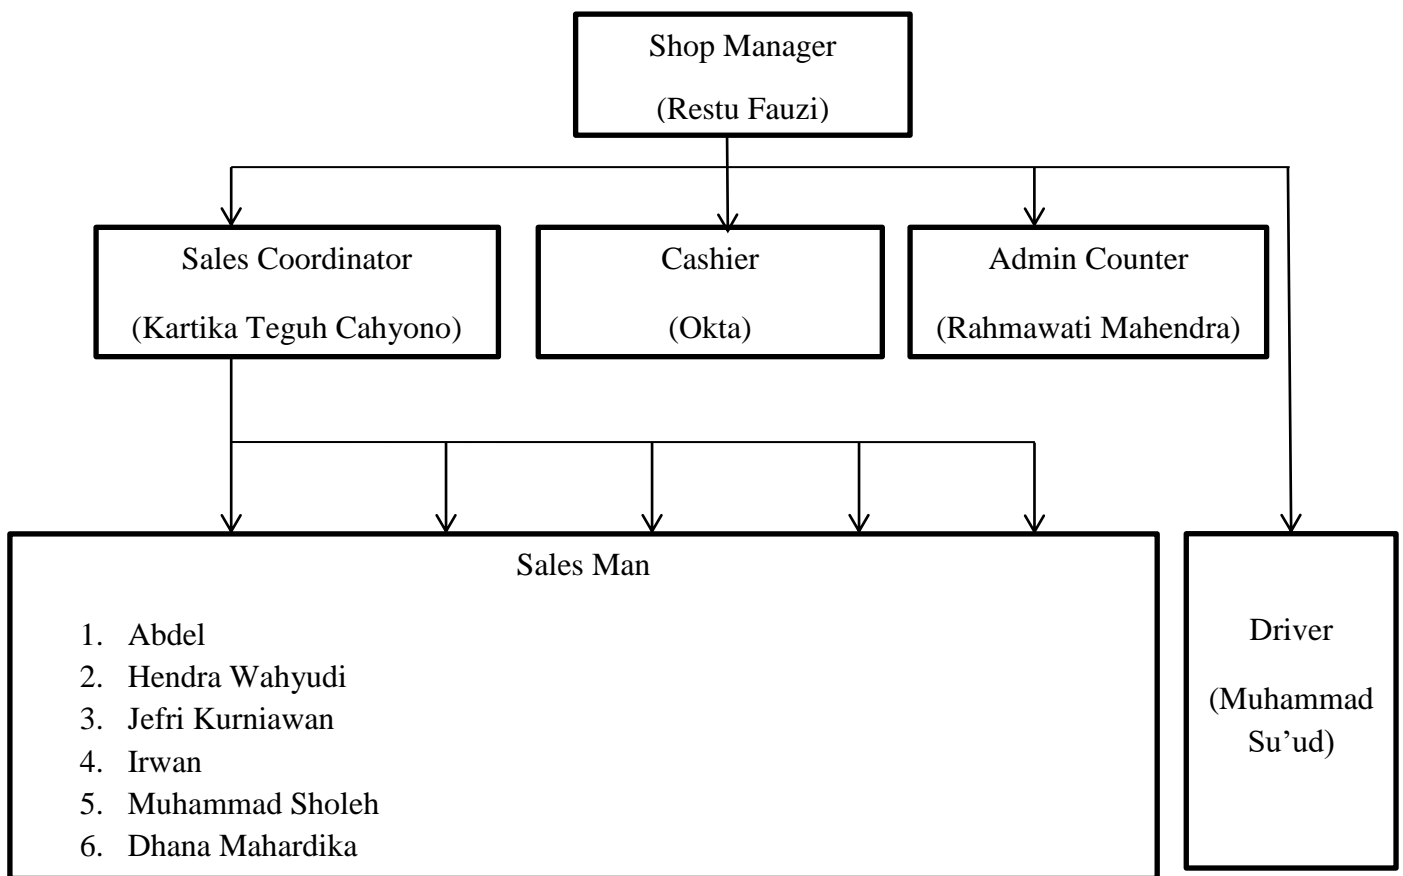 Shop Manager
(Restu Fauzi)
Sales Coordinator
(Kartika Teguh Cahyono)
Cashier
(Okta)
Admin Counter
(Rahmawati Mahendra)
Sales Man
1. Abdel
2. Hendra Wahyudi
3. Jefri Kurniawan
4. Irwan
5. Muhammad Sholeh
6. Dhana Mahardika
Driver
(Muhammad
Su’ud)